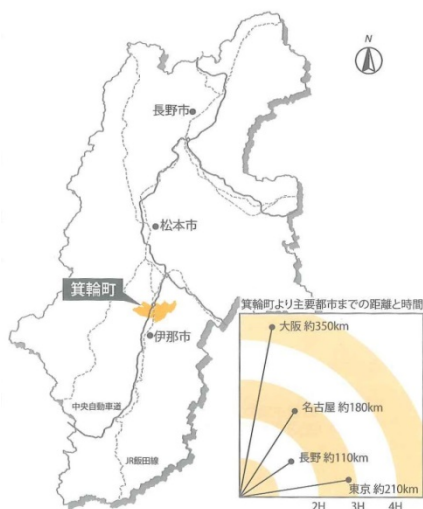 N
長野市
松本市
箕輪町
伊那市
中央自動車道
JR飯田線
箕輪町より主要都市までの距離と時間
大阪 約350km
名古屋 約180km
長野 約110km
東京 約210km
2H 3H 4H